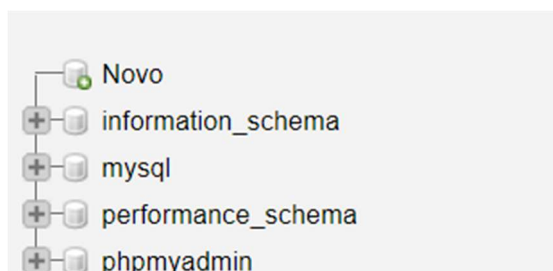 Novo
information_schema
mysql
performance_schema
phpmyadmin